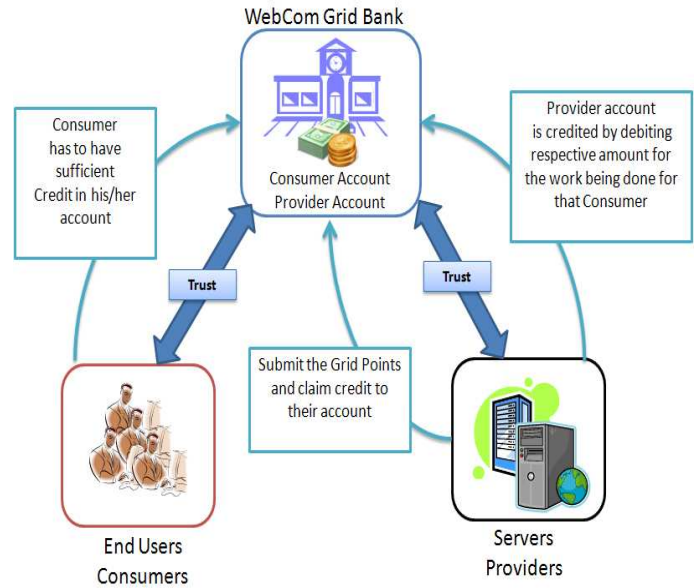 WebCom Grid Bank
Consumer
has to have
sufficient
Credit in his/her
account
Provider account
is credited by debiting
respective amount for
the work being done for
that Consumer
Consumer Account
Provider Account
Trust
Trust
Submit the Grid Points
and claim credit to
their account
End Users
Consumers
Servers
Providers